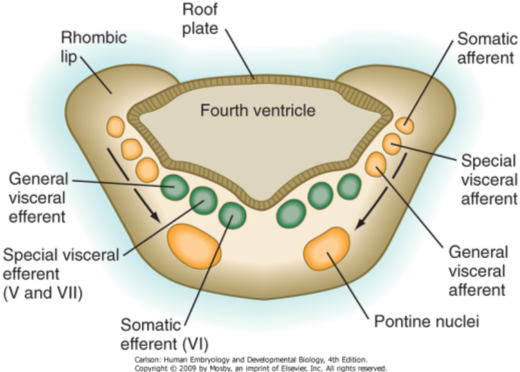 Roof
plate
Rhombic
lip
Somatic
afferent
Fourth ventricle
Special
visceral
afferent
General
visceral
efferent
Special visceral
efferent
(V and VII)
General
visceral
afferent
Somatic
efferent (VI)
Pontine nuclei
Carlson: Human Embryology and Developmental Biology, 4th Edition.
Copyright © 2009 by Mosby, an imprint of Elsevier, Inc. All rights reserved.